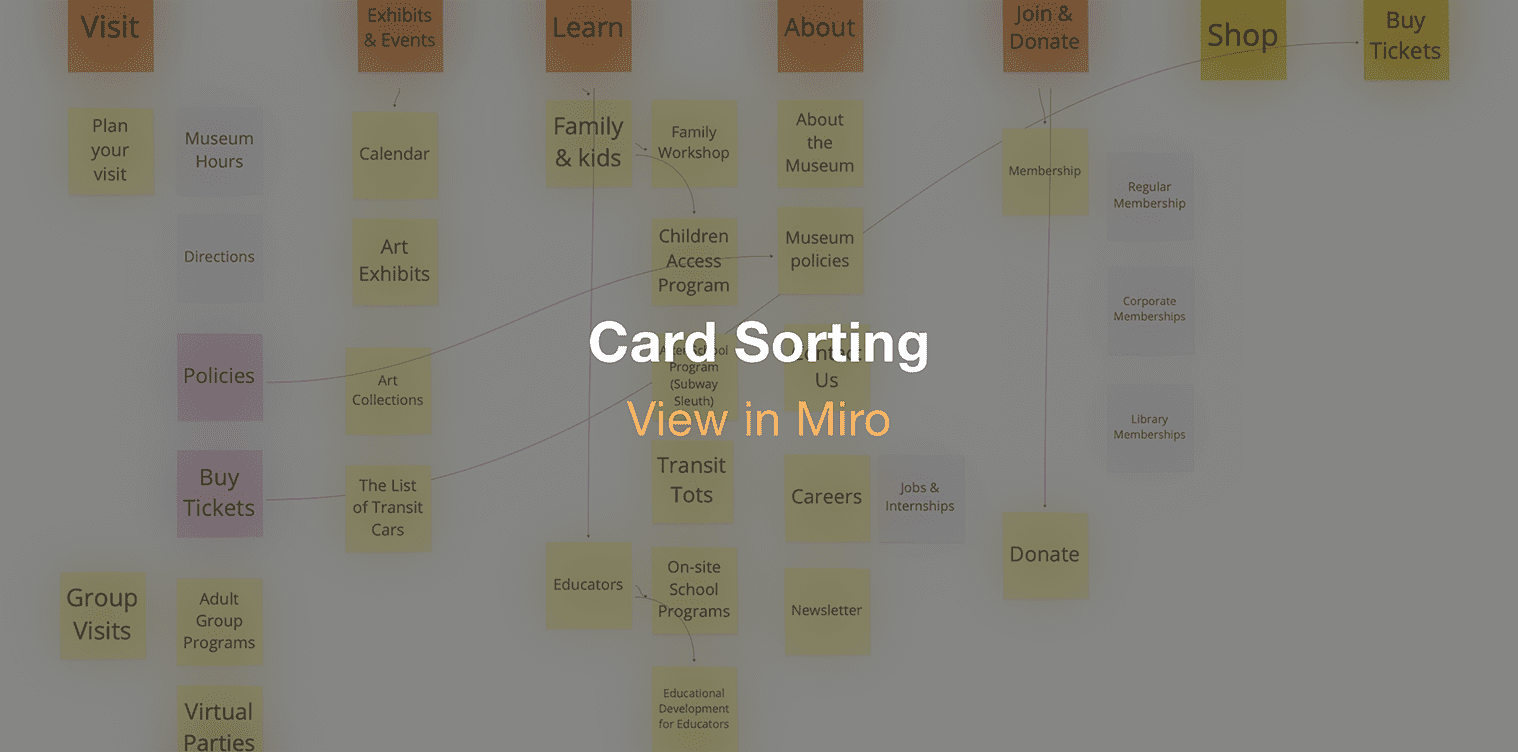 Visit
Exhibits
& Events
Learn
About
Join &
Donate
Shop
Buy
Tickets
Plan
your
visit
Museum
Hours
Directions
Policies
Buy
Tickets
Group
Visits
Adult
Group
Programs
Virtual
Parties
Calendar
Art
Exhibits
Art
Collections
The List
of Transit
Cars
Family
& kids
Family
Workshop
Children
Access
Program
After School
Program
(Subway
Sleuth)
Transit
Tots
Educators
On-site
School
Programs
Educational
Development
for Educators
About
the
Museum
Museum
policies
Contact
Us
Careers
Jobs &
Internships
Newsletter
Membership
Regular
Membership
Corporate
Memberships
Library
Memberships
Donate
Card Sorting
View in Miro